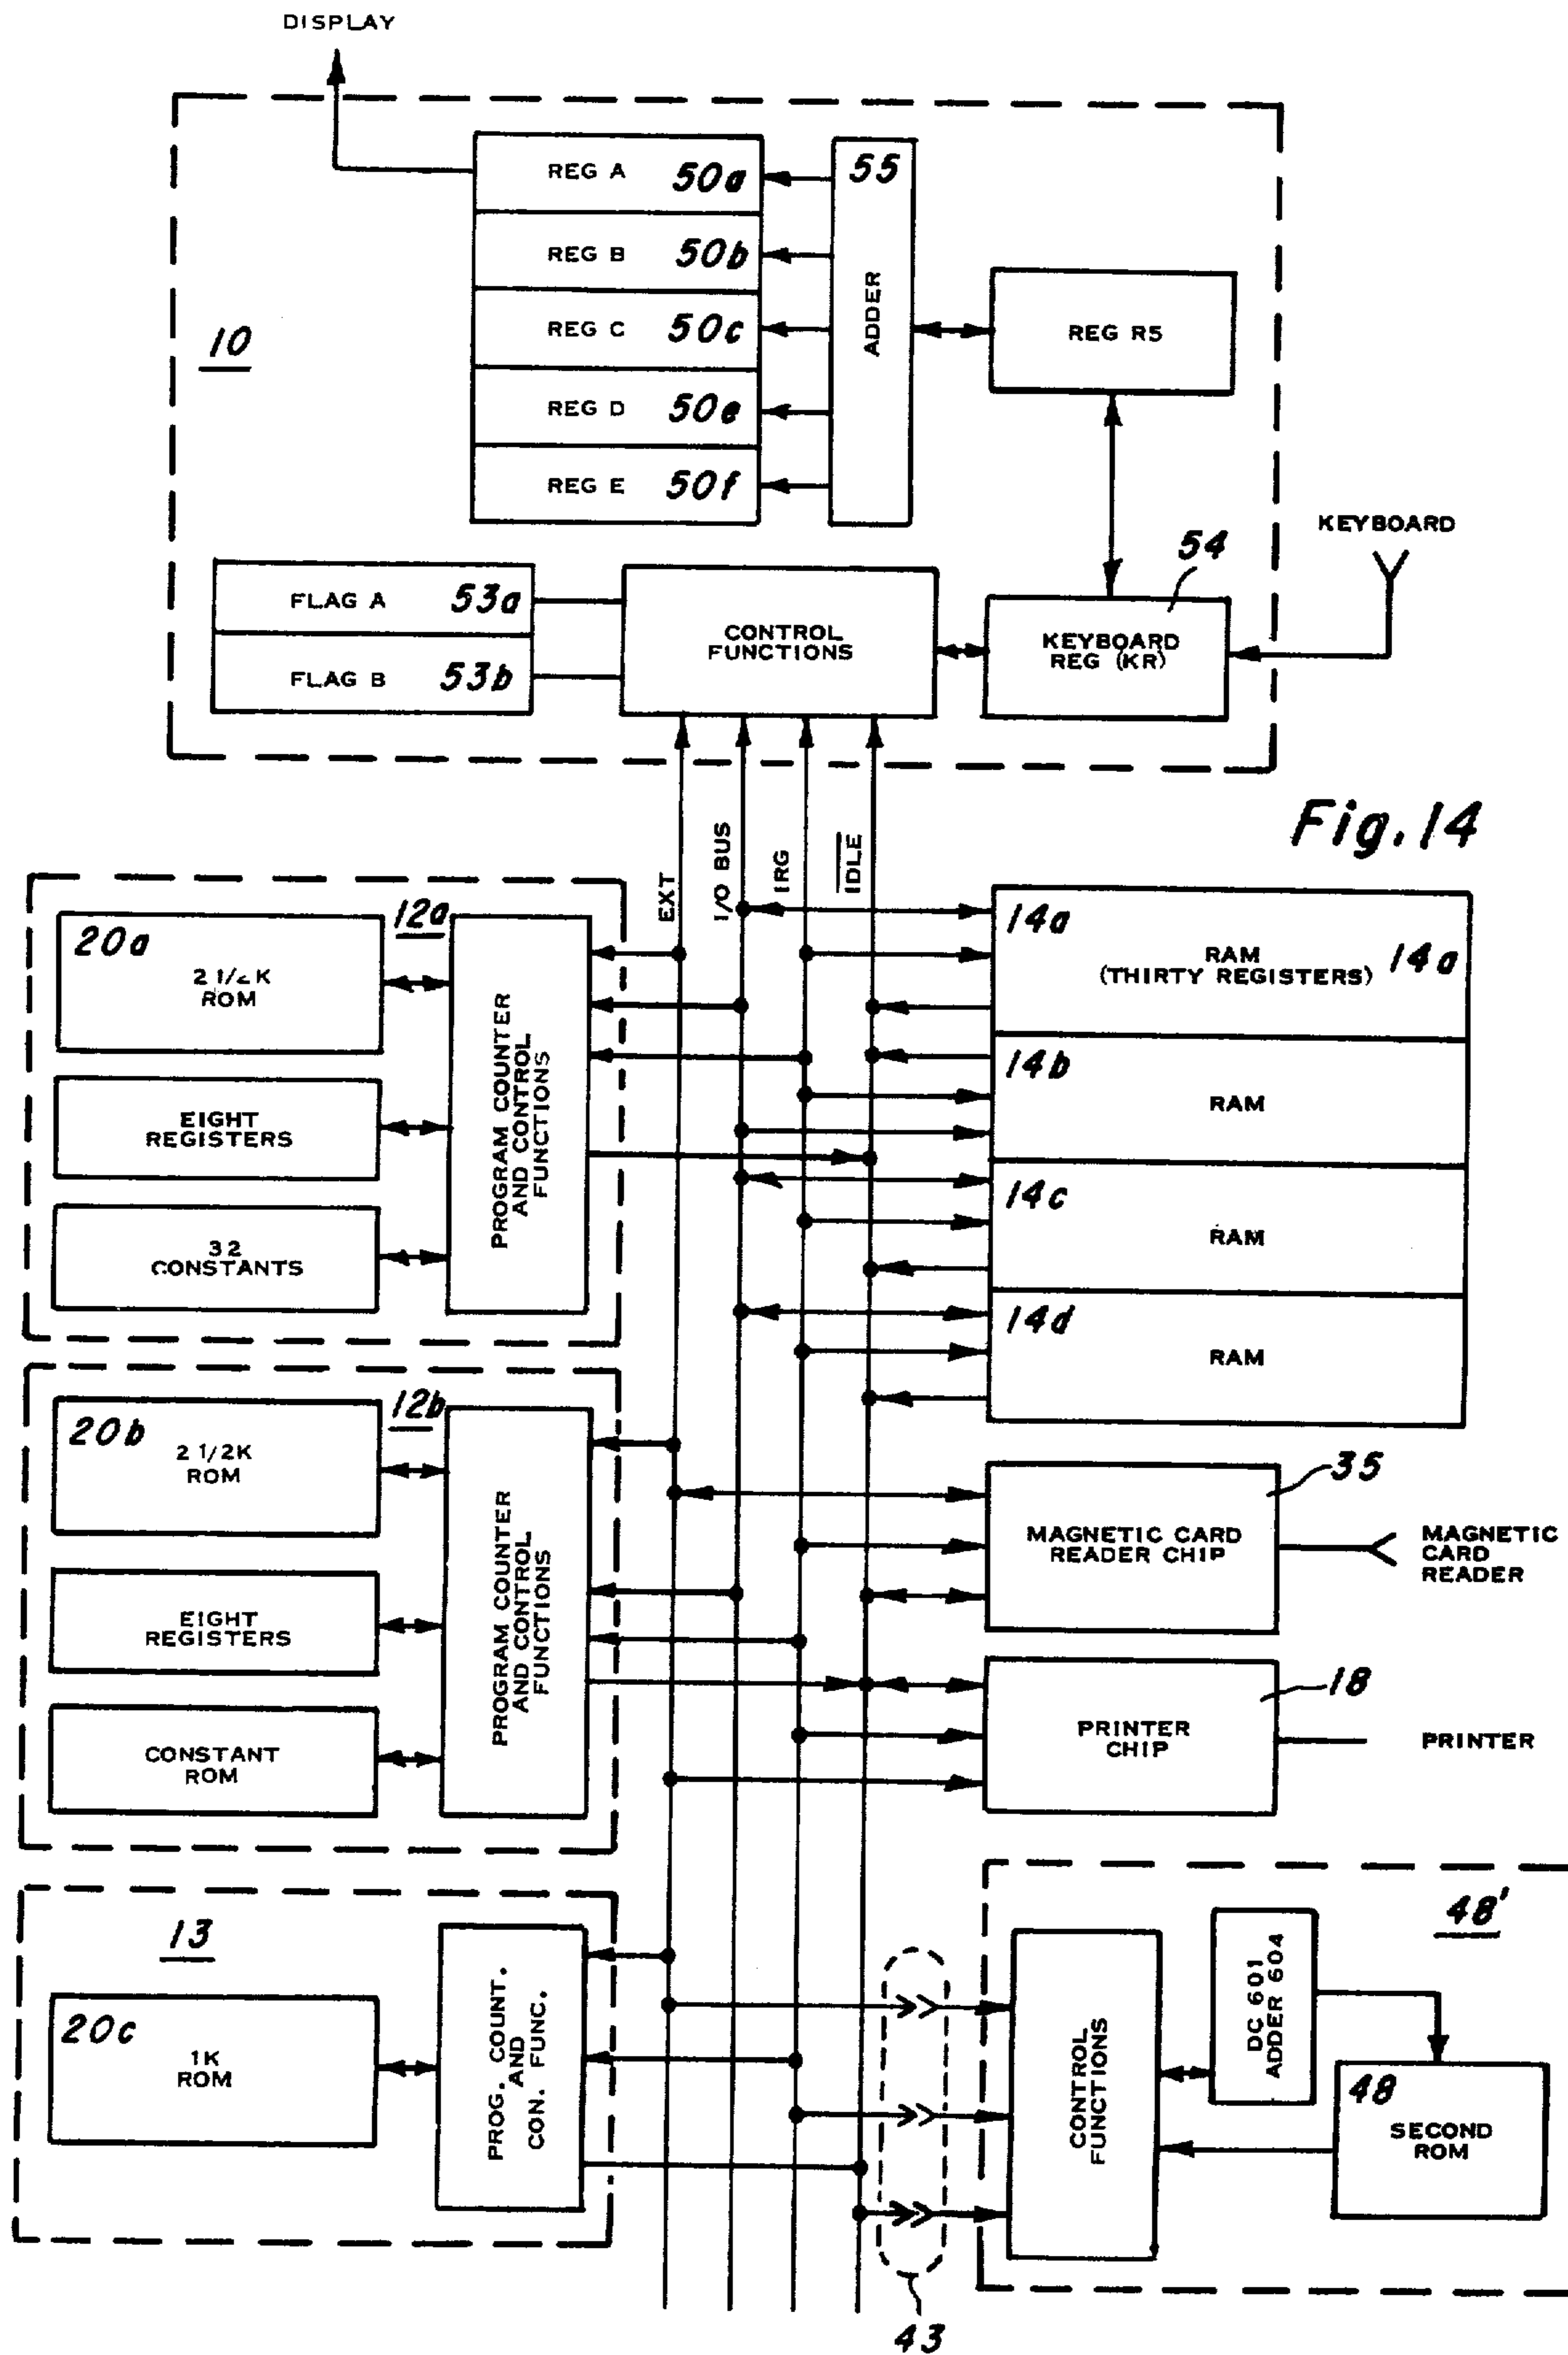 DISPLAY
10
REG A 50a
REG B 50b
REG C 50c
REG D 50e
REG E 50f
55
ADDER
REG R5
KEYBOARD
54
FLAG A 53a
FLAG B 53b
CONTROL
FUNCTIONS
KEYBOARD
REG (KR)
Fig. 14
EXT
I/O BUS
IRG
IDLE
12a
20a
2 1/2K
ROM
EIGHT
REGISTERS
32
CONSTANTS
PROGRAM COUNTER
AND CONTROL
FUNCTIONS
14a
RAM
(THIRTY REGISTERS) 14a
14b
RAM
14c
RAM
14d
RAM
12b
20b
2 1/2K
ROM
EIGHT
REGISTERS
CONSTANT
ROM
PROGRAM COUNTER
AND CONTROL
FUNCTIONS
35
MAGNETIC CARD
READER CHIP
MAGNETIC
CARD
READER
18
PRINTER
CHIP
PRINTER
13
20c
1K
ROM
PROG. COUNT.
AND
CON. FUNC.
43
48'
CONTROL
FUNCTIONS
DC 601
ADDER 604
48
SECOND
ROM